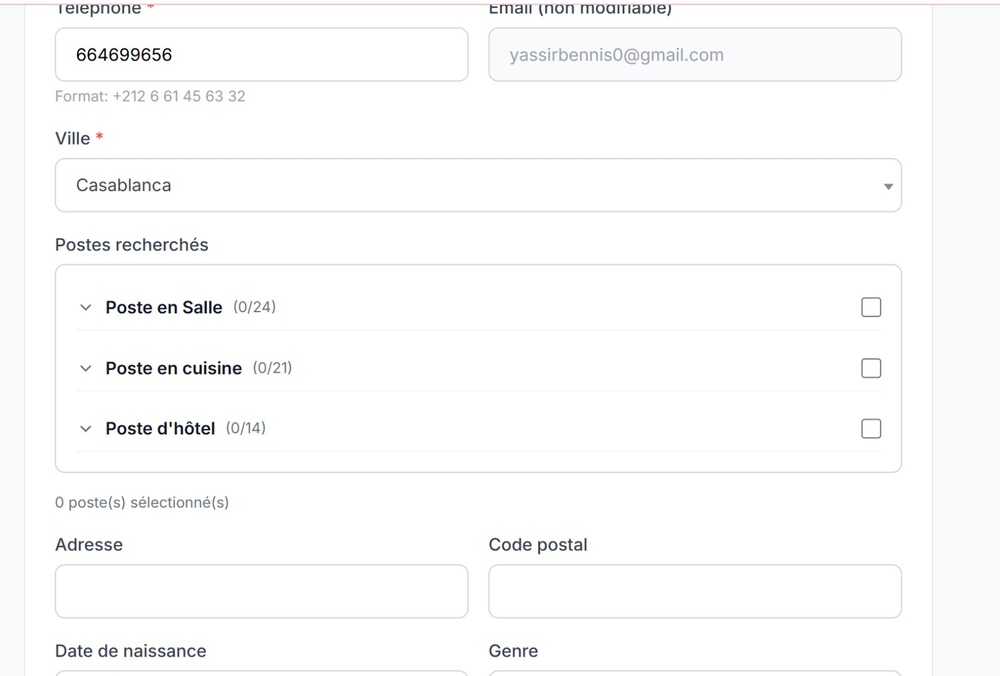 Téléphone *
Email (non modifiable)
664699656
yassirbennis0@gmail.com
Format: +212 6 61 45 63 32
Ville *
Casablanca
Postes recherchés
Poste en Salle (0/24)
Poste en cuisine (0/21)
Poste d'hôtel (0/14)
0 poste(s) sélectionné(s)
Adresse
Code postal
Date de naissance
Genre